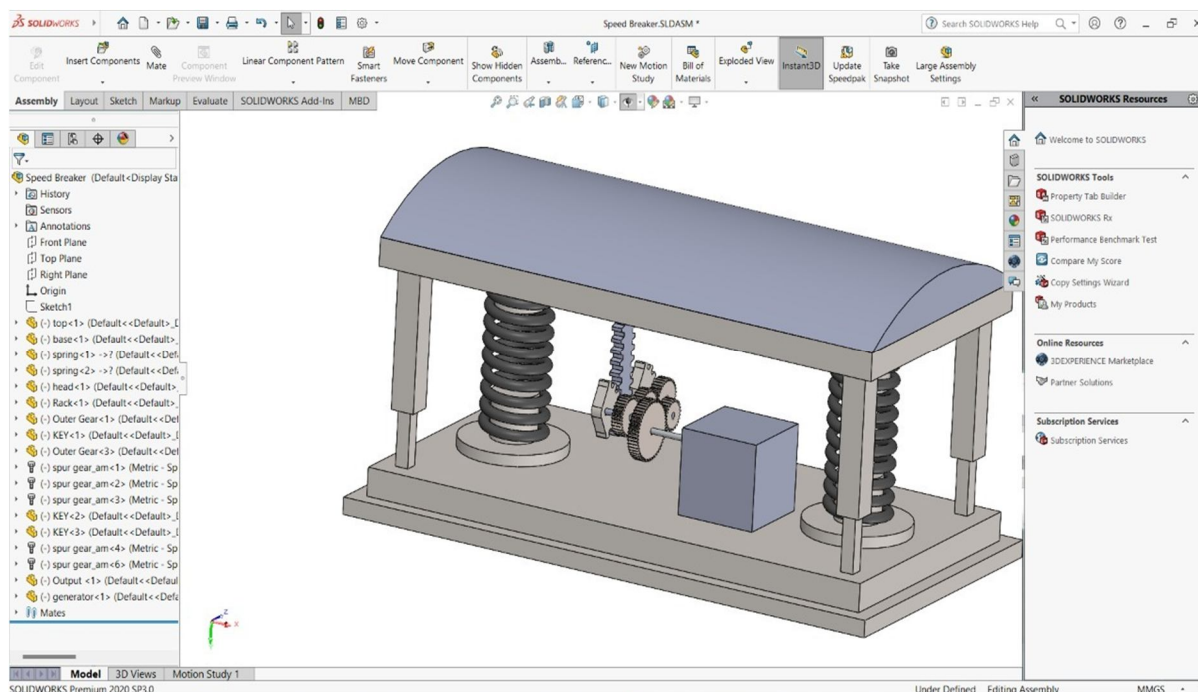 SOLIDWORKS
Speed Breaker.SLDASM *
Search SOLIDWORKS Help
Edit Component
Insert Components
Mate
Component Preview Window
Linear Component Pattern
Smart Fasteners
Move Component
Show Hidden Components
Assemb...
Referenc...
New Motion Study
Bill of Materials
Exploded View
Instant3D
Update Speedpak
Take Snapshot
Large Assembly Settings
Assembly Layout Sketch Markup Evaluate SOLIDWORKS Add-Ins MBD
Speed Breaker (Default<Display Sta
History
Sensors
Annotations
Front Plane
Top Plane
Right Plane
Origin
Sketch1
(-) top<1> (Default<<Default>_D
(-) base<1> (Default<<Default>_
(-) spring<1> ->? (Default<<Defa
(-) spring<2> ->? (Default<<Defa
(-) head<1> (Default<<Default>_
(-) Rack<1> (Default<<Default>_
(-) Outer Gear<1> (Default<<Def
(-) KEY<1> (Default<<Default>_D
(-) Outer Gear<3> (Default<<Def
(-) spur gear_am<1> (Metric - Sp
(-) spur gear_am<2> (Metric - Sp
(-) spur gear_am<3> (Metric - Sp
(-) KEY<2> (Default<<Default>_D
(-) KEY<3> (Default<<Default>_D
(-) spur gear_am<4> (Metric - Sp
(-) spur gear_am<6> (Metric - Sp
(-) Output <1> (Default<<Defaul
(-) generator<1> (Default<<Defa
Mates
z
x
SOLIDWORKS Resources
Welcome to SOLIDWORKS
SOLIDWORKS Tools
Property Tab Builder
SOLIDWORKS Rx
Performance Benchmark Test
Compare My Score
Copy Settings Wizard
My Products
Online Resources
3DEXPERIENCE Marketplace
Partner Solutions
Subscription Services
Subscription Services
Model 3D Views Motion Study 1
SOLIDWORKS Premium 2020 SP3.0
Under Defined Editing Assembly MMGS